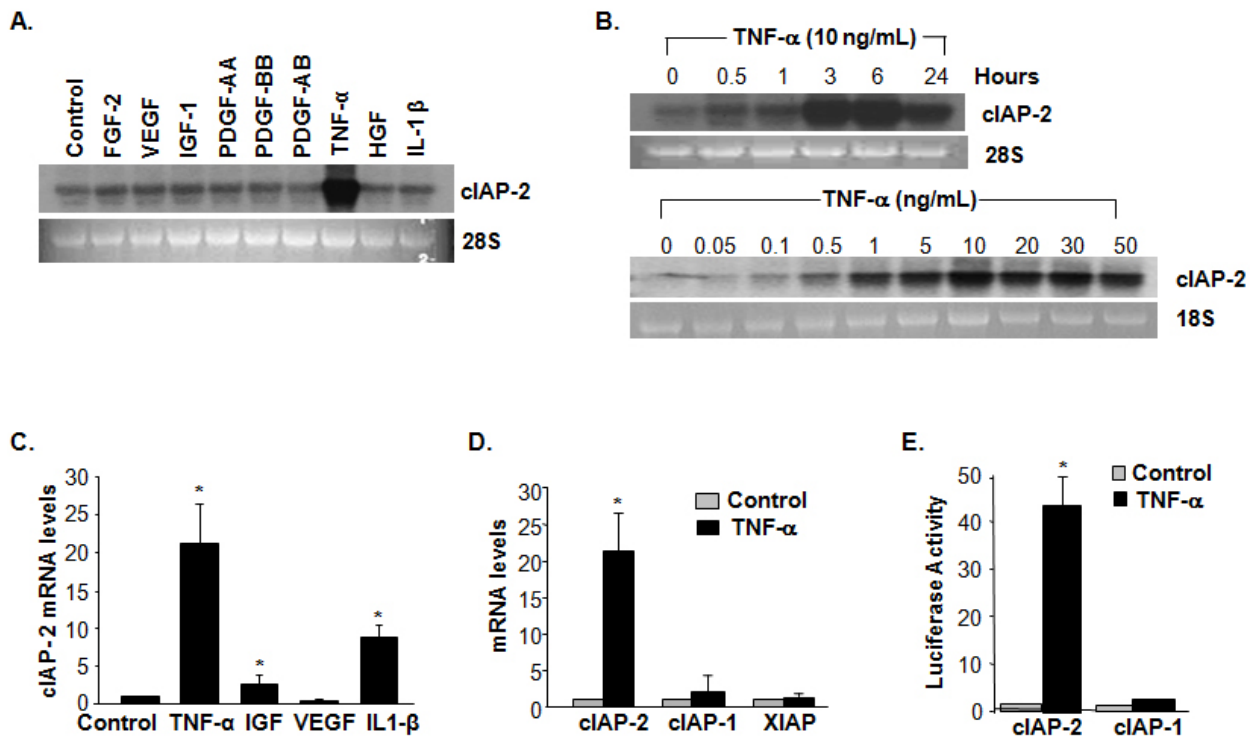 A.
Control
FGF-2
VEGF
IGF-1
PDGF-AA
PDGF-BB
PDGF-AB
TNF-α
HGF
IL-1 β
cIAP-2
28S
B.
TNF-α (10 ng/mL)
0 0.5 1 3 6 24 Hours
cIAP-2
28S
TNF-α (ng/mL)
0 0.05 0.1 0.5 1 5 10 20 30 50
cIAP-2
18S
C.
cIAP-2 mRNA levels
30
25
20
15
10
5
0
*
*
*
Control TNF-α IGF VEGF IL1-β
D.
mRNA levels
30
25
20
15
10
5
0
*
Control
TNF-α
cIAP-2 cIAP-1 XIAP
E.
Luciferase Activity
50
40
30
40
10
0
*
Control
TNF-α
cIAP-2 cIAP-1